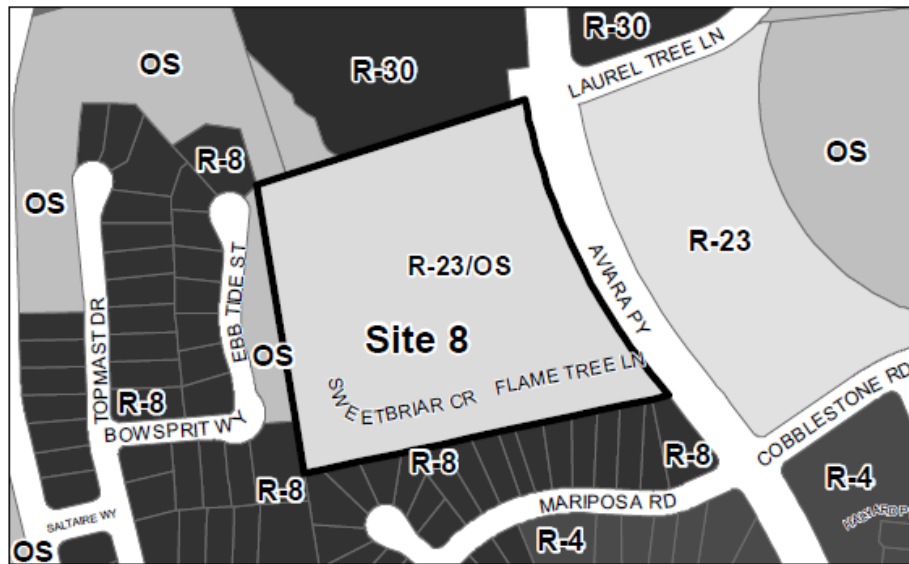 R-30
R-30
LAUREL TREE LN
OS
R-8
OS
OS
R-23
R-23/OS
AVIARA PY
EBB TIDE ST
TOPMAST DR
Site 8
OS
FLAME TREE LN
SWEETBRIAR CR
R-8
BOWSPRIT WY
COBBLESTONE RD
R-8
R-8
R-8
R-4
MARIPOSA RD
SALTAIRE WY
R-4
OS